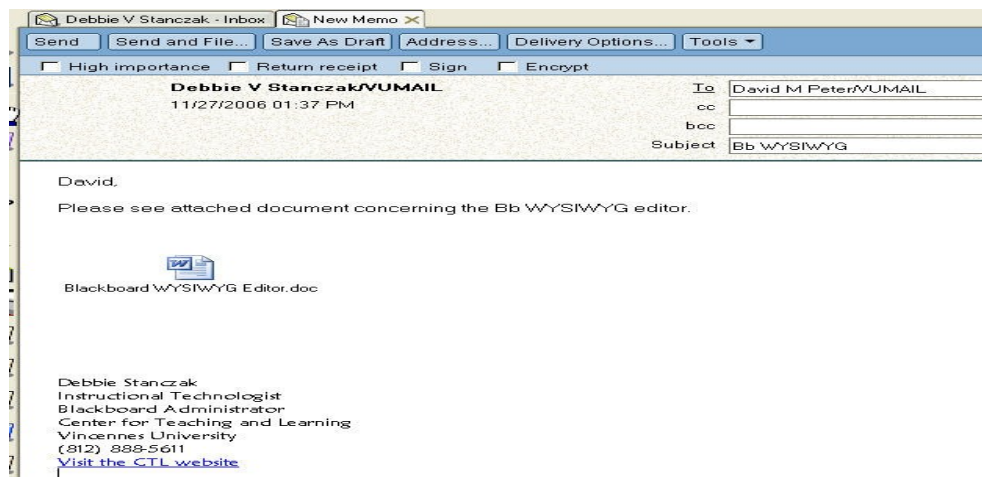 Debbie V Stanczak - Inbox New Memo
Send Send and File... Save As Draft Address... Delivery Options... Tools
High importance Return receipt Sign Encrypt
Debbie V Stanczak/VUMAIL
11/27/2006 01:37 PM
To David M Peter/VUMAIL
cc
bcc
Subject Bb WYSIWYG
David,
Please see attached document concerning the Bb WYSIWYG editor.
Blackboard WYSIWYG Editor.doc
Debbie Stanczak
Instructional Technologist
Blackboard Administrator
Center for Teaching and Learning
Vincennes University
(812) 888-5611
Visit the CTL website